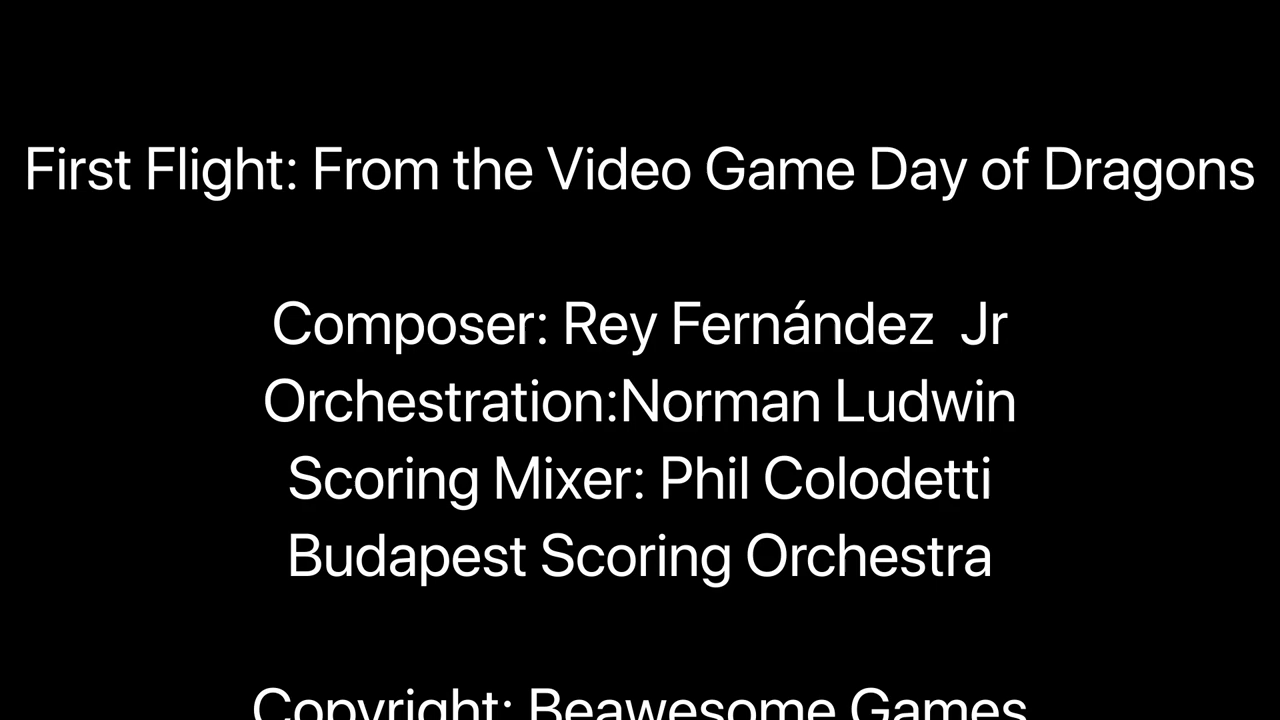 First Flight: From the Video Game Day of Dragons
Composer: Rey Fernández  Jr
Orchestration:Norman Ludwin
Scoring Mixer: Phil Colodetti
Budapest Scoring Orchestra
Copyright: Beawesome Games